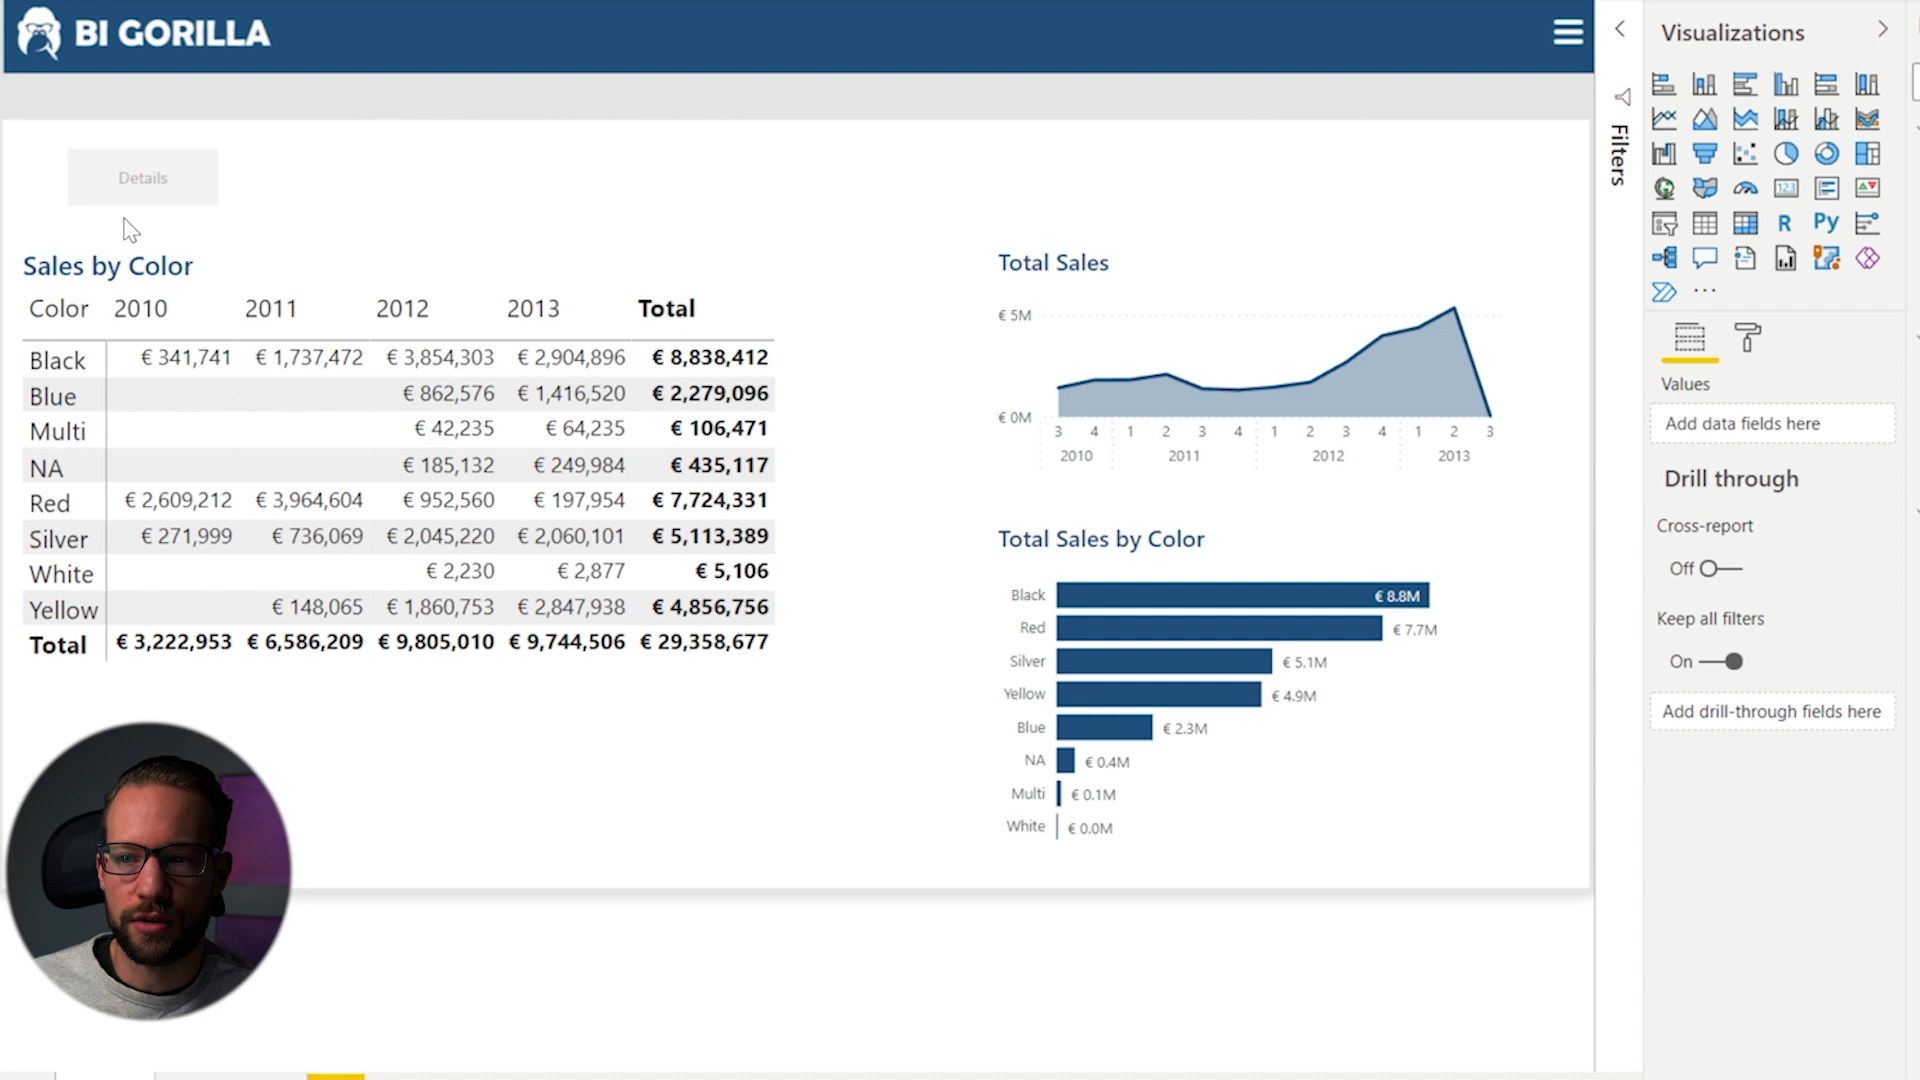 BI GORILLA
Details
Sales by Color
Color 2010 2011 2012 2013 Total
Black € 341,741 € 1,737,472 € 3,854,303 € 2,904,896 € 8,838,412
Blue € 862,576 € 1,416,520 € 2,279,096
Multi € 42,235 € 64,235 € 106,471
NA € 185,132 € 249,984 € 435,117
Red € 2,609,212 € 3,964,604 € 952,560 € 197,954 € 7,724,331
Silver € 271,999 € 736,069 € 2,045,220 € 2,060,101 € 5,113,389
White € 2,230 € 2,877 € 5,106
Yellow € 148,065 € 1,860,753 € 2,847,938 € 4,856,756
Total € 3,222,953 € 6,586,209 € 9,805,010 € 9,744,506 € 29,358,677
Total Sales
€ 5M
€ 0M
3 4 1 2 3 4 1 2 3 4 1 2 3
2010 2011 2012 2013
Total Sales by Color
Black € 8.8M
Red € 7.7M
Silver € 5.1M
Yellow € 4.9M
Blue € 2.3M
NA € 0.4M
Multi € 0.1M
White € 0.0M
Filters
Visualizations
123
R Py
Values
Add data fields here
Drill through
Cross-report
Off
Keep all filters
On
Add drill-through fields here